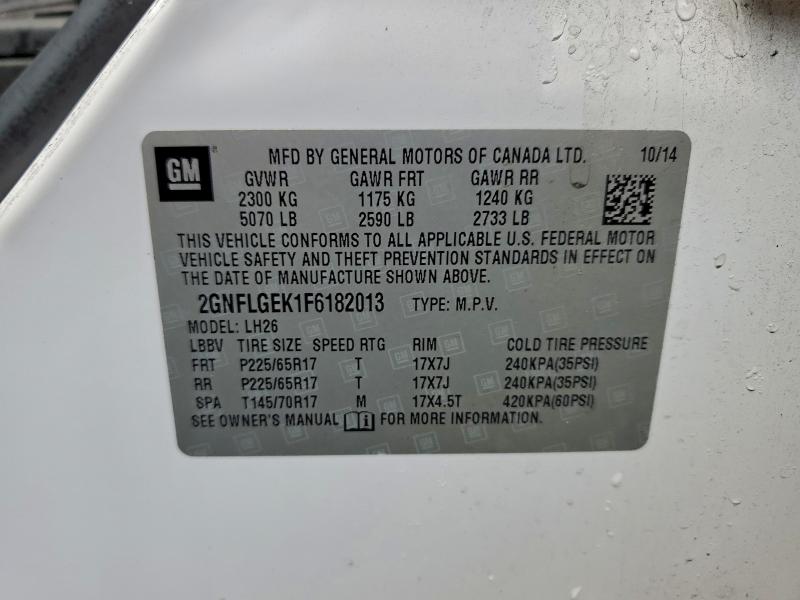 GM
MFD BY GENERAL MOTORS OF CANADA LTD. 10/14
GVWR GAWR FRT GAWR RR
2300 KG 1175 KG 1240 KG
5070 LB 2590 LB 2733 LB
THIS VEHICLE CONFORMS TO ALL APPLICABLE U.S. FEDERAL MOTOR
VEHICLE SAFETY AND THEFT PREVENTION STANDARDS IN EFFECT ON
THE DATE OF MANUFACTURE SHOWN ABOVE.
2GNFLGEK1F6182013 TYPE: M.P.V.
MODEL: LH26
LBBV TIRE SIZE SPEED RTG RIM COLD TIRE PRESSURE
FRT P225/65R17 T 17X7J 240KPA(35PSI)
RR P225/65R17 T 17X7J 240KPA(35PSI)
SPA T145/70R17 M 17X4.5T 420KPA(60PSI)
SEE OWNER'S MANUAL i FOR MORE INFORMATION.